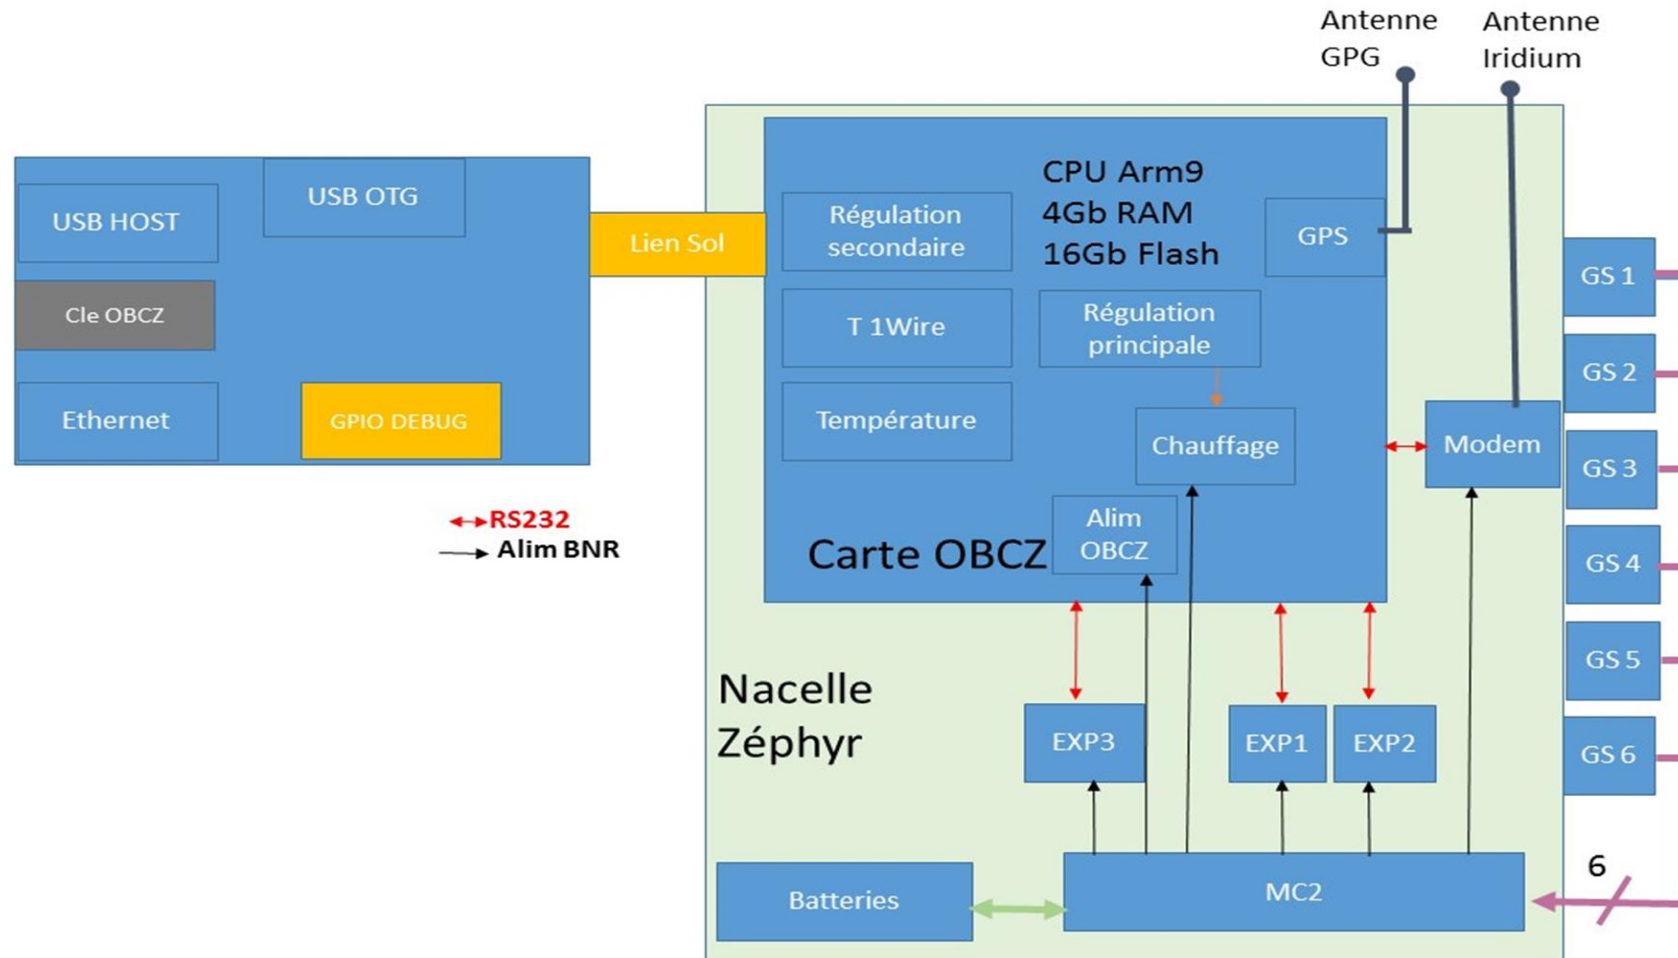 Antenne
GPG
Antenne
Iridium
USB HOST
USB OTG
Cle OBCZ
Ethernet
GPIO DEBUG
Lien Sol
RS232
Alim BNR
Régulation
secondaire
T 1Wire
Température
CPU Arm9
4Gb RAM
16Gb Flash
GPS
Régulation
principale
Chauffage
Alim
OBCZ
Carte OBCZ
Modem
GS 1
GS 2
GS 3
GS 4
GS 5
GS 6
Nacelle
Zéphyr
EXP3
EXP1
EXP2
Batteries
MC2
6